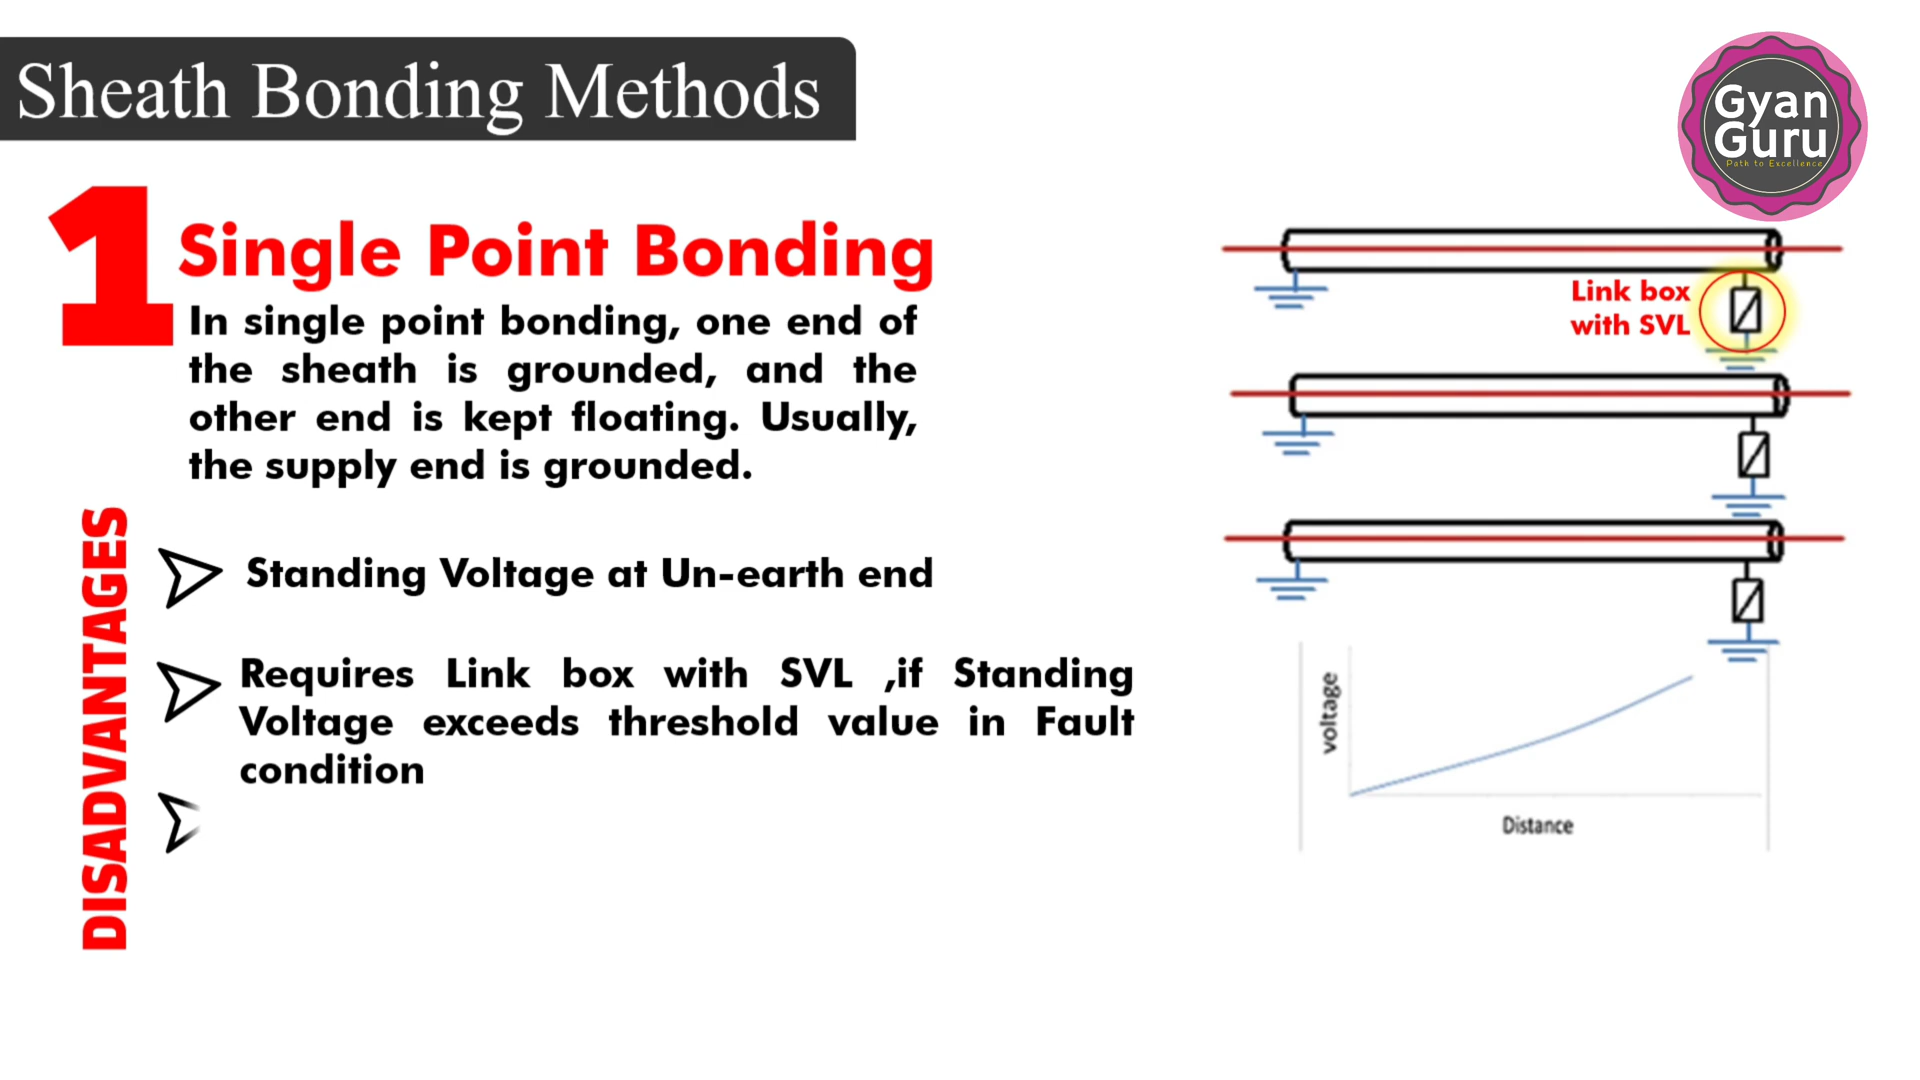 Sheath Bonding Methods
Gyan
Guru
Path to Excellence
1
Single Point Bonding
In single point bonding, one end of
the sheath is grounded, and the
other end is kept floating. Usually,
the supply end is grounded.
DISADVANTAGES
Standing Voltage at Un-earth end
Requires Link box with SVL ,if Standing
Voltage exceeds threshold value in Fault
condition
Link box
with SVL
voltage
Distance